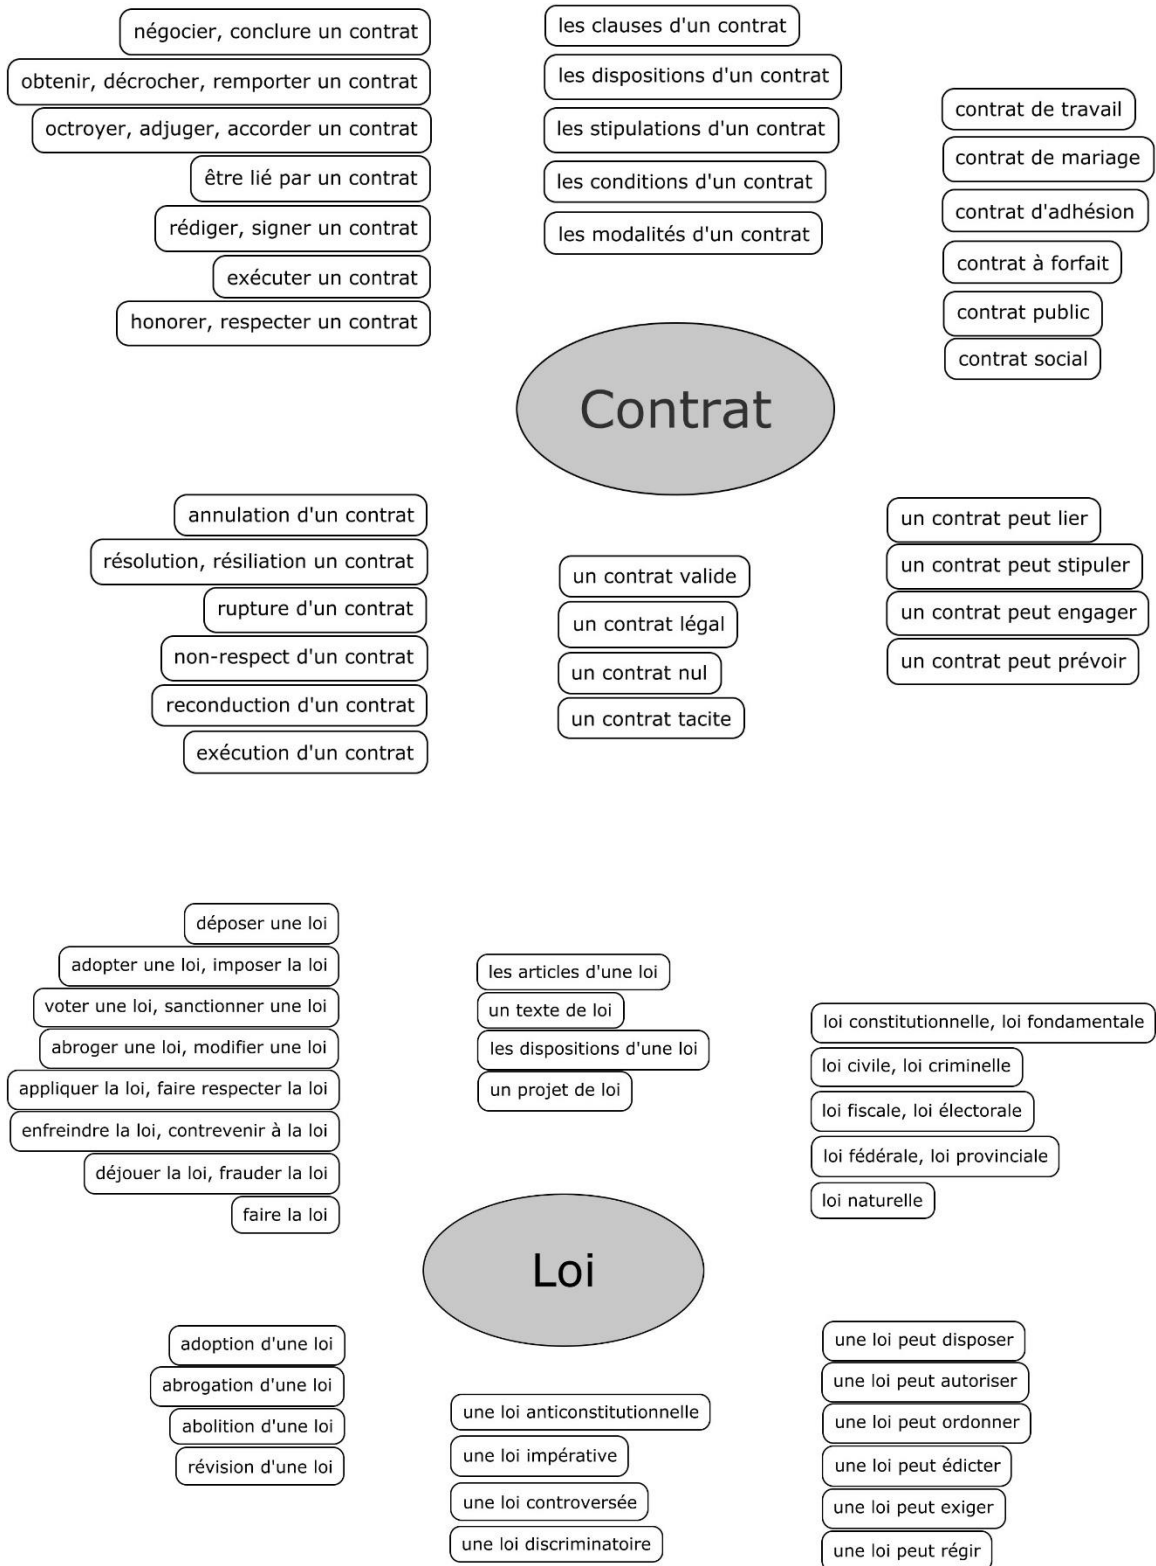 négocier, conclure un contrat
obtenir, décrocher, remporter un contrat
octroyer, adjuger, accorder un contrat
être lié par un contrat
rédiger, signer un contrat
exécuter un contrat
honorer, respecter un contrat
les clauses d'un contrat
les dispositions d'un contrat
les stipulations d'un contrat
les conditions d'un contrat
les modalités d'un contrat
contrat de travail
contrat de mariage
contrat d'adhésion
contrat à forfait
contrat public
contrat social
Contrat
annulation d'un contrat
résolution, résiliation un contrat
rupture d'un contrat
non-respect d'un contrat
reconduction d'un contrat
exécution d'un contrat
un contrat valide
un contrat légal
un contrat nul
un contrat tacite
un contrat peut lier
un contrat peut stipuler
un contrat peut engager
un contrat peut prévoir
déposer une loi
adopter une loi, imposer la loi
voter une loi, sanctionner une loi
abroger une loi, modifier une loi
appliquer la loi, faire respecter la loi
enfreindre la loi, contrevenir à la loi
déjouer la loi, frauder la loi
faire la loi
les articles d'une loi
un texte de loi
les dispositions d'une loi
un projet de loi
loi constitutionnelle, loi fondamentale
loi civile, loi criminelle
loi fiscale, loi électorale
loi fédérale, loi provinciale
loi naturelle
Loi
adoption d'une loi
abrogation d'une loi
abolition d'une loi
révision d'une loi
une loi anticonstitutionnelle
une loi impérative
une loi controversée
une loi discriminatoire
une loi peut disposer
une loi peut autoriser
une loi peut ordonner
une loi peut édicter
une loi peut exiger
une loi peut régir